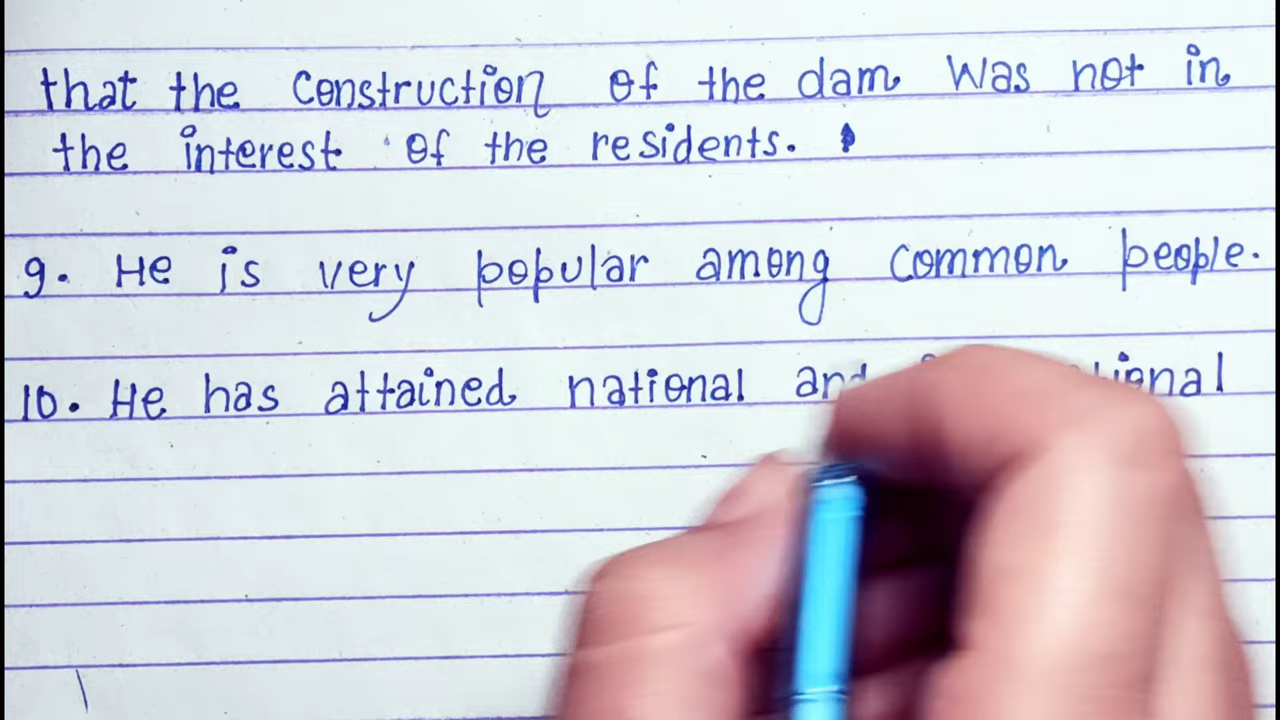 that the construction of the dam was not in
the interest of the residents.
9. He is very popular among common people.
10. He has attained national and